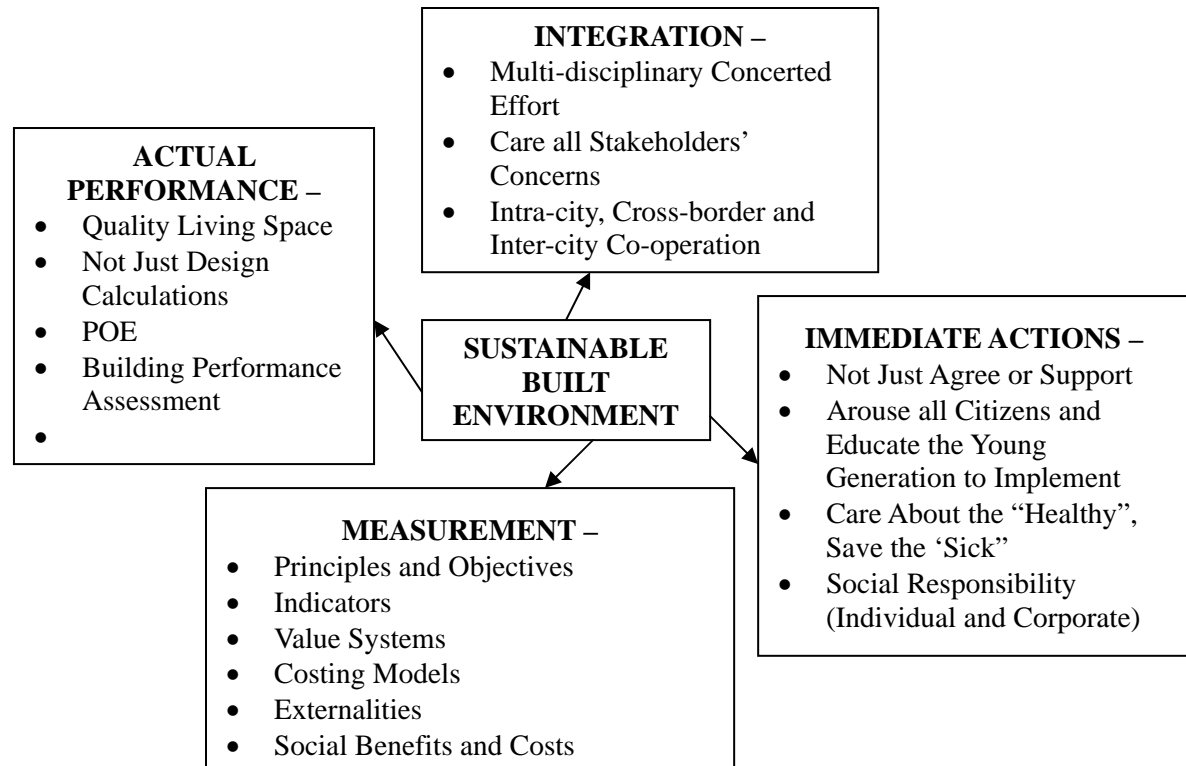 INTEGRATION –
• Multi-disciplinary Concerted
Effort
• Care all Stakeholders’
Concerns
• Intra-city, Cross-border and
Inter-city Co-operation
ACTUAL
PERFORMANCE –
• Quality Living Space
• Not Just Design
Calculations
• POE
• Building Performance
Assessment
•
SUSTAINABLE
BUILT
ENVIRONMENT
IMMEDIATE ACTIONS –
• Not Just Agree or Support
• Arouse all Citizens and
Educate the Young
Generation to Implement
• Care About the “Healthy”,
Save the ‘Sick”
• Social Responsibility
(Individual and Corporate)
MEASUREMENT –
• Principles and Objectives
• Indicators
• Value Systems
• Costing Models
• Externalities
• Social Benefits and Costs